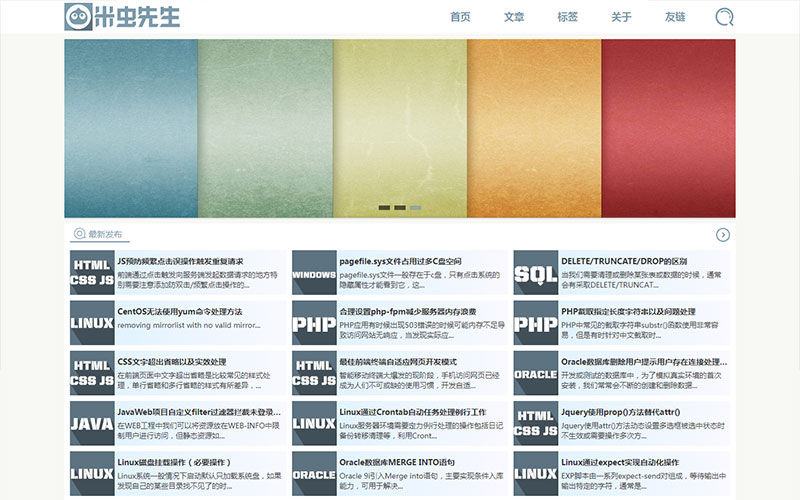 米虫先生
首页 文章 标签 关于 友链
最新发布
HTML CSS JS
JS预防频繁点击误操作触发重复请求
前端通过点击触发向服务端发起数据请求的地方特
别需要注意添加防双击/频繁点击操作的...
WINDOWS
pagefile.sys文件占用过多C盘空间
pagefile.sys文件一般存在于c盘，只有点击系统的
隐藏属性才能看到它，这...
SQL
DELETE/TRUNCATE/DROP的区别
当我们需要清理或删除某张表或数据的时候，通常
会有采取DELETE/TRUNCAT...
LINUX
CentOS无法使用yum命令处理方法
removing mirrorlist with no valid mirror...
PHP
合理设置php-fpm减少服务器内存浪费
PHP应用有时候出现503错误的时候可能内存不足导
致访问网站无响应，当发现实际应...
PHP
PHP截取指定长度字符串以及问题处理
PHP中常见的截取字符串substr()函数使用非常容
易，但是有时针对中文截取时...
HTML CSS JS
CSS文字超出省略以及实效处理
在前端页面中文字超出省略是比较常见的样式处
理，单行省略和多行省略的样式有所差异，...
HTML CSS JS
最佳前端终端自适应网页开发模式
智能移动终端大爆发的现阶段，手机访问网页已经
成为人们不可或缺的使用习惯，开发自适...
ORACLE
Oracle数据库删除用户提示用户存在连接处理...
开发或测试的数据库中，为了模拟真实环境的首次
安装，我们常常会不断的创建和删除数据...
JAVA
JavaWeb项目自定义filter过滤器拦截未登录...
在WEB工程中我们可以将资源放在WEB-INFO中限
制用户进行访问，但静态资源如...
LINUX
Linux通过Crontab自动任务处理例行工作
Linux服务器环境需要定力例行处理的操作包括日记
备份转移清理等，利用Cront...
HTML CSS JS
Jquery使用prop()方法替代attr()
Jquery使用attr()方法动态设置多选框被选中状态时
不生效或需要操作多次方...
LINUX
Linux磁盘挂载操作（必要操作）
Linux系统一般情况下启动默认只加载系统盘，如果
发现自己的某些目录找不见了的时...
ORACLE
Oracle数据库MERGE INTO语句
Oracle 9i引入Merge into语句，主要实现条件入库
能力，可用于解决...
LINUX
Linux通过expect实现自动化操作
EXP脚本由一系列expect-send对组成，等待输出中
输出特定的字符，通常是...